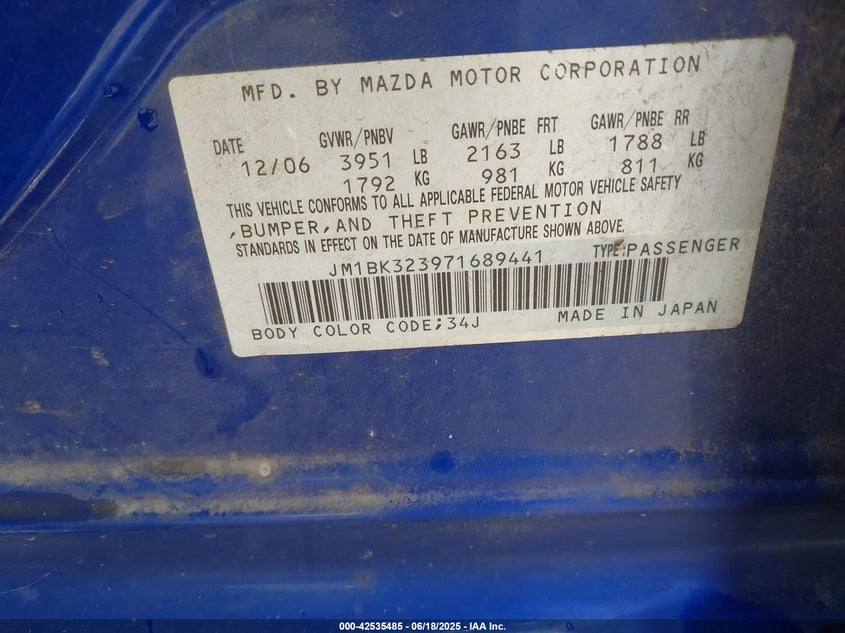 MFD. BY MAZDA MOTOR CORPORATION
DATE GVWR/PNBV GAWR/PNBE FRT GAWR/PNBE RR
12/06 3951 LB 2163 LB 1788 LB
1792 KG 981 KG 811 KG
THIS VEHICLE CONFORMS TO ALL APPLICABLE FEDERAL MOTOR VEHICLE SAFETY
,BUMPER,AND THEFT PREVENTION
STANDARDS IN EFFECT ON THE DATE OF MANUFACTURE SHOWN ABOVE.
JM1BK323971689441 TYPE:PASSENGER
BODY COLOR CODE;34J MADE IN JAPAN
000-42535485 - 06/18/2025 - IAA Inc.